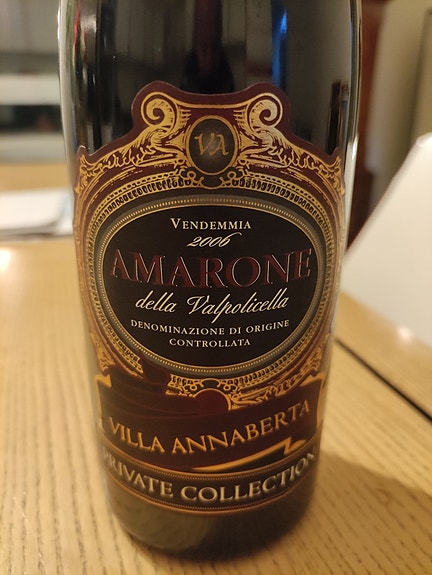 VA
VENDEMMIA
2006
AMARONE
della Valpolicella
DENOMINAZIONE DI ORIGINE
CONTROLLATA
VILLA ANNABERTA
PRIVATE COLLECTION